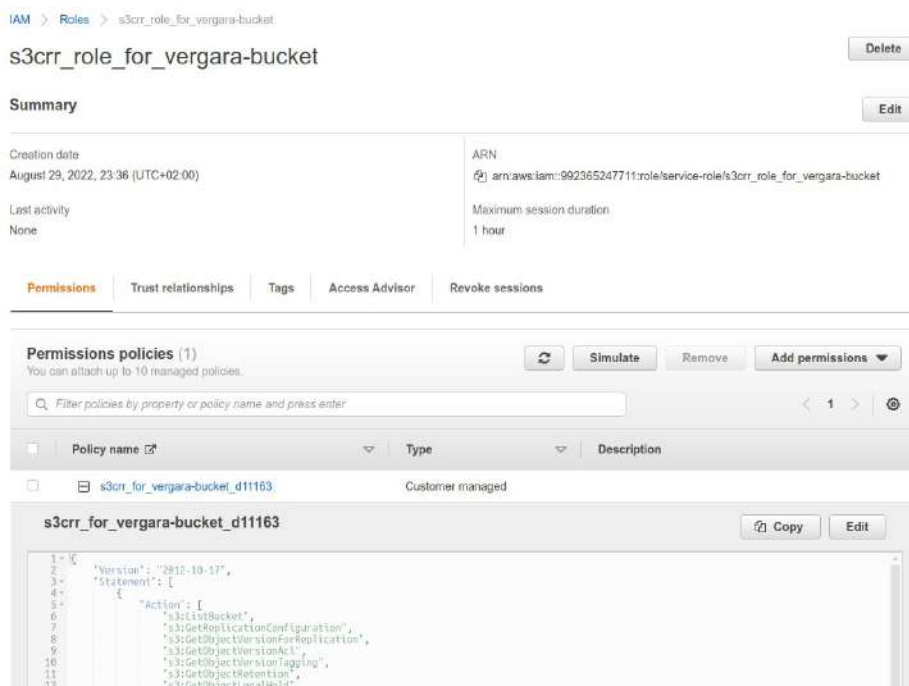 IAM > Roles > s3crr_role_for_vergara-bucket
s3crr_role_for_vergara-bucket
Delete
Summary
Edit
Creation date
August 29, 2022, 23:36 (UTC+02:00)
ARN
arn:aws:iam::992365247711:role/service-role/s3crr_role_for_vergara-bucket
Last activity
None
Maximum session duration
1 hour
Permissions Trust relationships Tags Access Advisor Revoke sessions
Permissions policies (1)
You can attach up to 10 managed policies.
Simulate Remove Add permissions
Filter policies by property or policy name and press enter
< 1 >
Policy name Type Description
s3crr_for_vergara-bucket_d11163 Customer managed
s3crr_for_vergara-bucket_d11163
Copy Edit
1 {
2 "Version": "2012-10-17",
3 "Statement": [
4 {
5 "Action": [
6 "s3:ListBucket",
7 "s3:GetReplicationConfiguration",
8 "s3:GetObjectVersionForReplication",
9 "s3:GetObjectVersionAcl",
10 "s3:GetObjectVersionTagging",
11 "s3:GetObjectRetention",
12 "s3:GetObjectLegalHold"